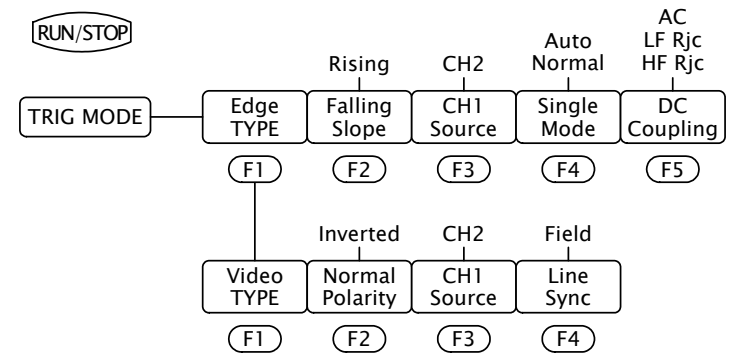 RUN/STOP
AC
LF Rjc
HF Rjc
Auto
Normal
Rising
CH2
TRIG MODE
Edge
TYPE
Falling
Slope
CH1
Source
Single
Mode
DC
Coupling
F1
F2
F3
F4
F5
Inverted
CH2
Field
Video
TYPE
Normal
Polarity
CH1
Source
Line
Sync
F1
F2
F3
F4